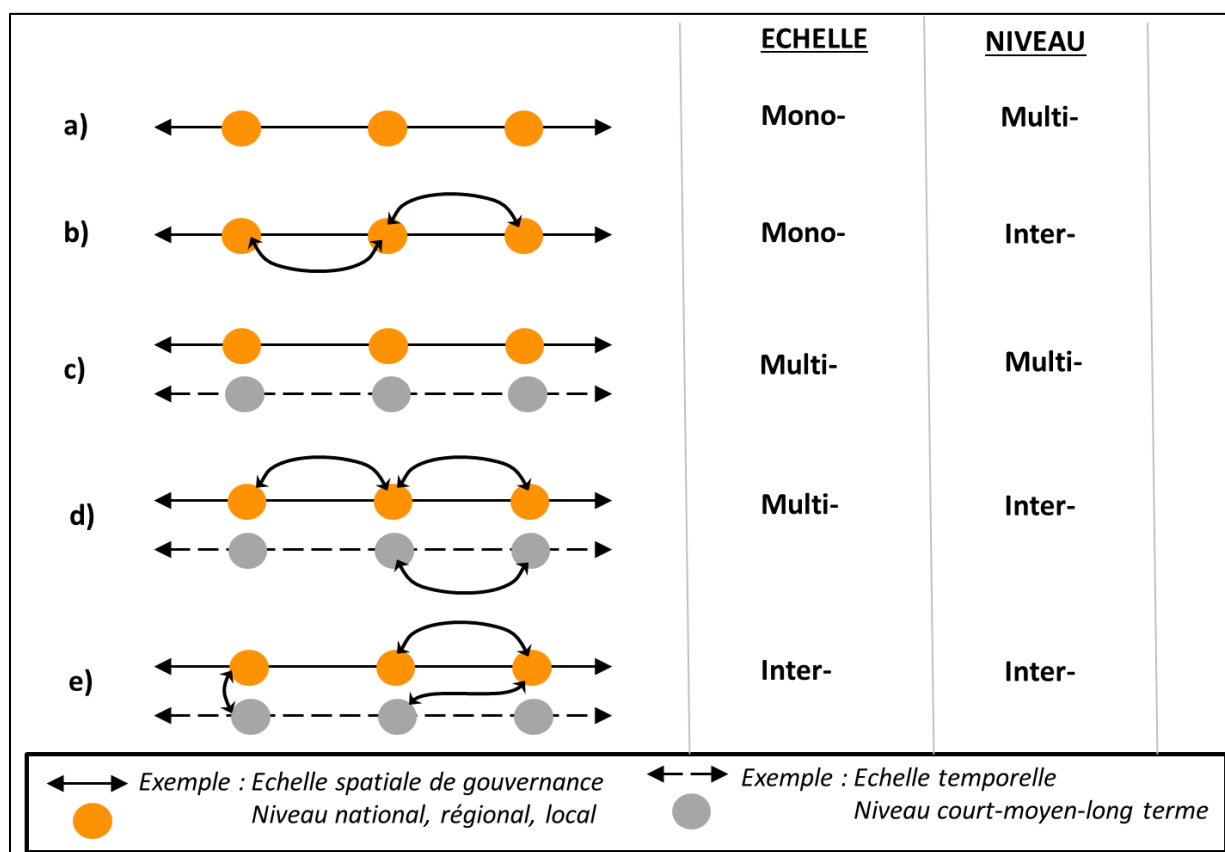 ECHELLE NIVEAU
a) Mono- Multi-
b) Mono- Inter-
c) Multi- Multi-
d) Multi- Inter-
e) Inter- Inter-
Exemple : Echelle spatiale de gouvernance
Niveau national, régional, local
Exemple : Echelle temporelle
Niveau court-moyen-long terme